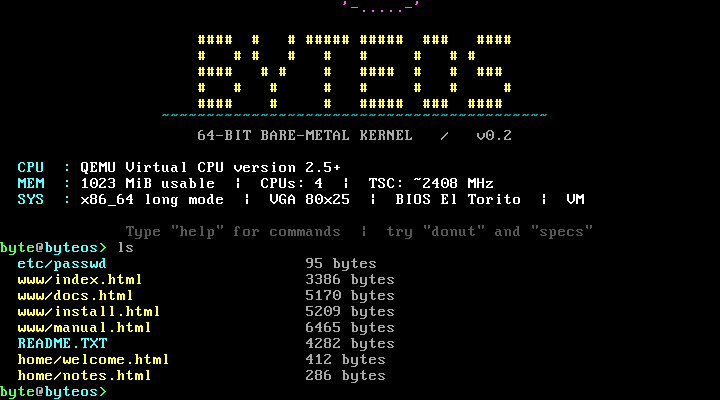 '-.....-'
BYTEOS
~~~~~~~~~~~~~~~~~~~~~~~~~~~~~~~~~~~~~~~~~~~
64-BIT BARE-METAL KERNEL / v0.2
CPU : QEMU Virtual CPU version 2.5+
MEM : 1023 MiB usable | CPUs: 4 | TSC: ~2408 MHz
SYS : x86_64 long mode | VGA 80x25 | BIOS El Torito | VM
Type "help" for commands | try "donut" and "specs"
byte@byteos> ls
etc/passwd 95 bytes
www/index.html 3386 bytes
www/docs.html 5170 bytes
www/install.html 5209 bytes
www/manual.html 6465 bytes
README.TXT 4282 bytes
home/welcome.html 412 bytes
home/notes.html 286 bytes
byte@byteos>